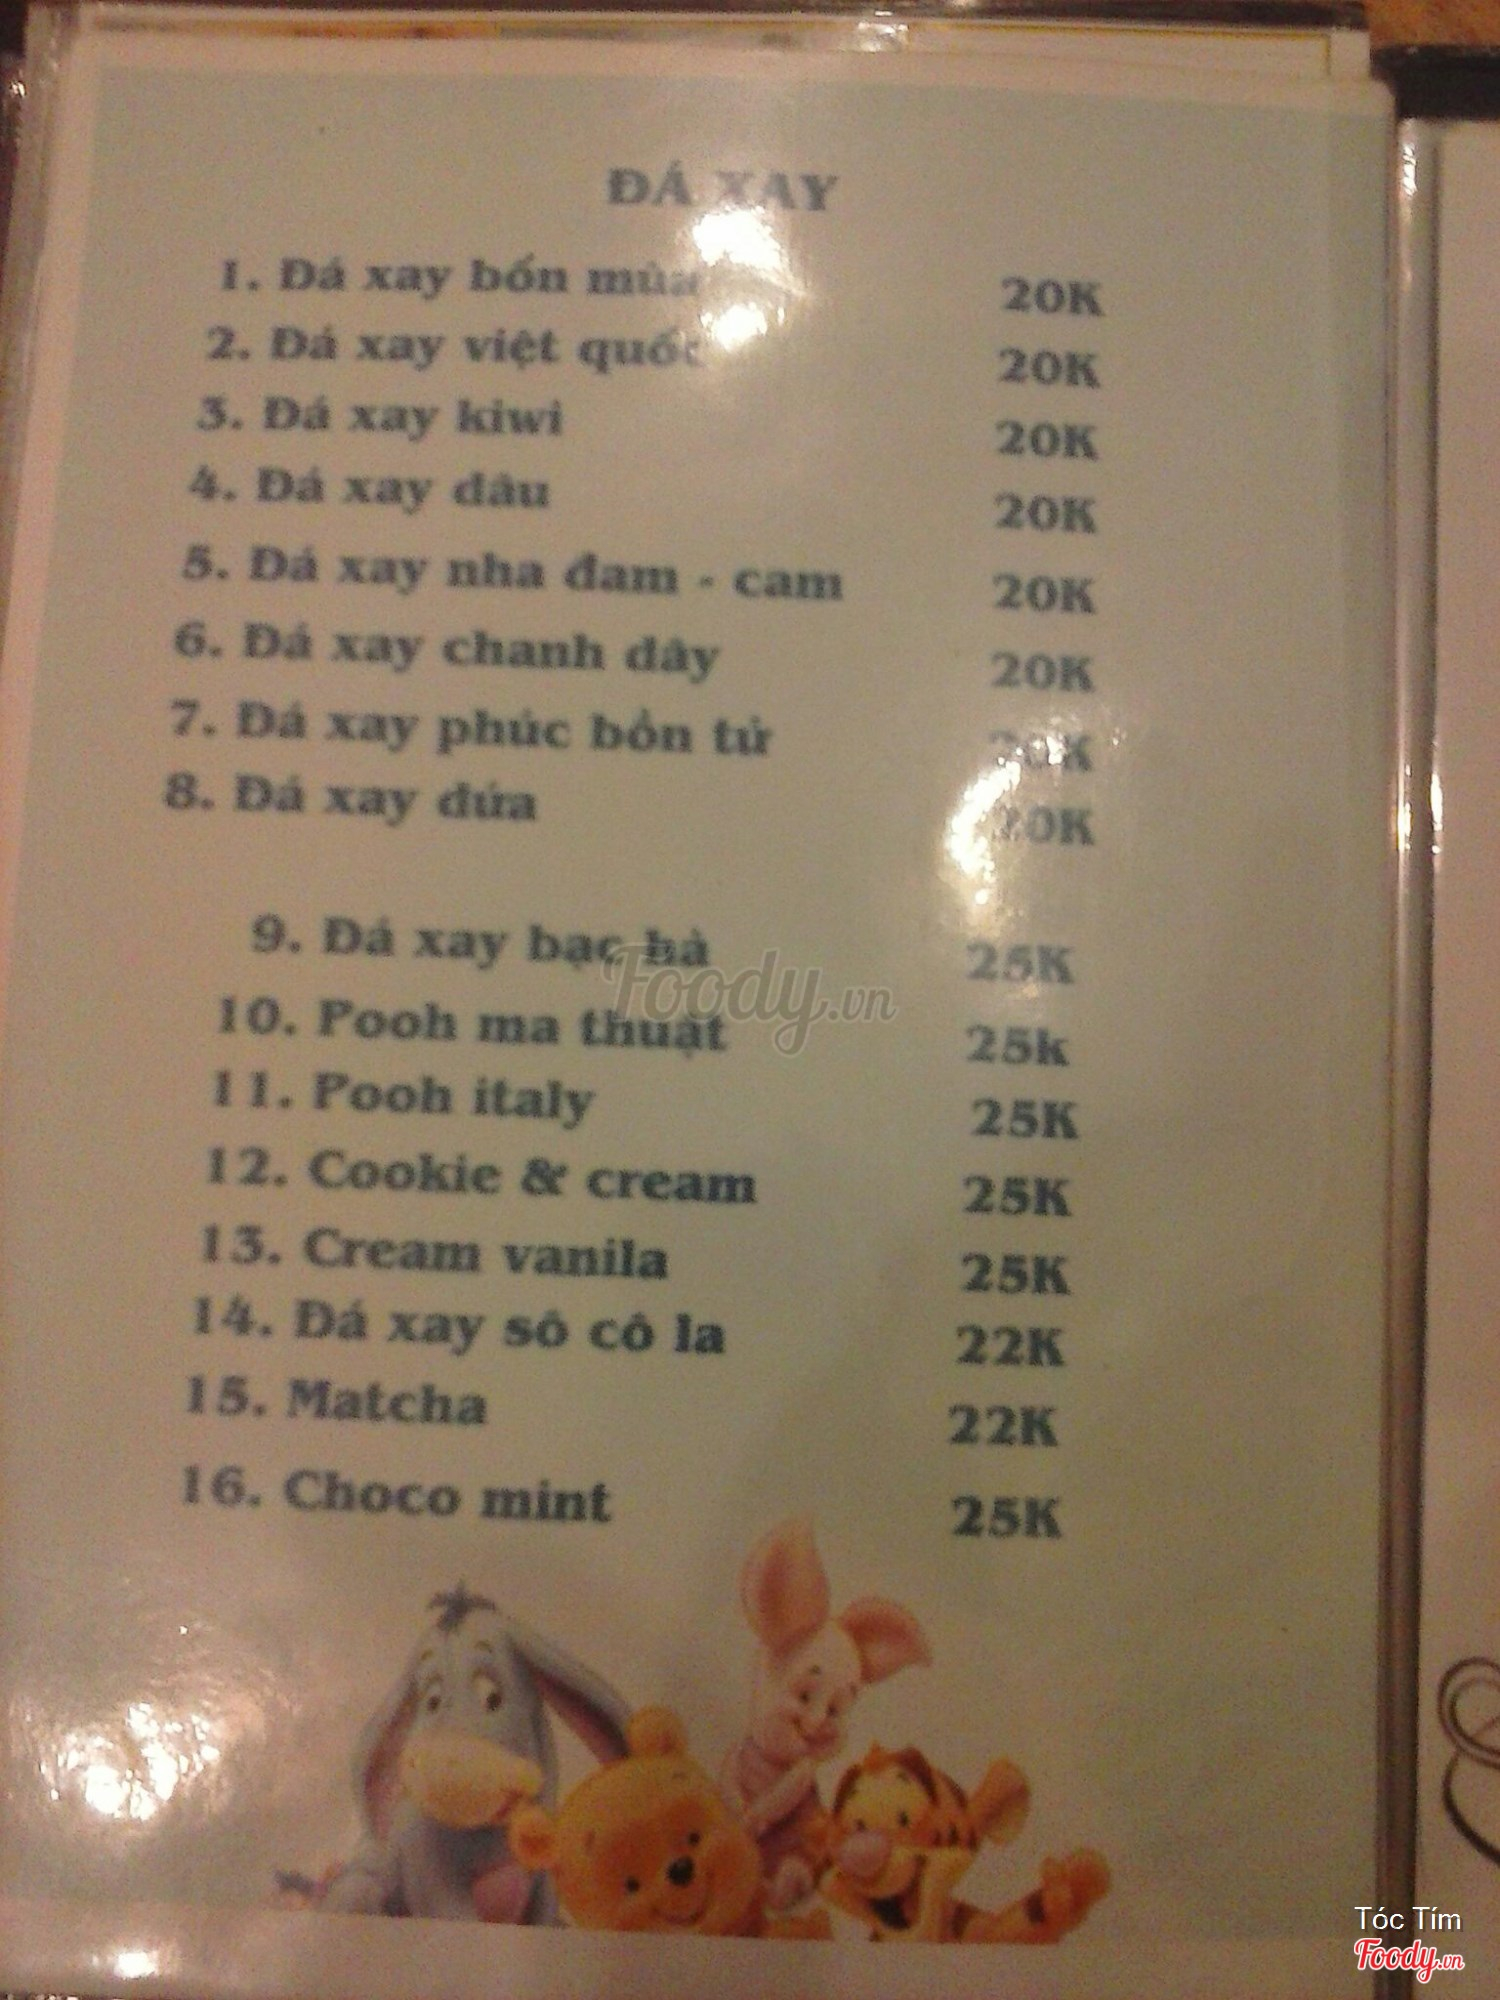 ĐÁ XAY
1. Đá xay bốn mùa 20K
2. Đá xay việt quốc 20K
3. Đá xay kiwi 20K
4. Đá xay dâu 20K
5. Đá xay nha đam - cam 20K
6. Đá xay chanh dây 20K
7. Đá xay phúc bồn tử 20K
8. Đá xay dứa 20K
9. Đá xay bạc hà 25K
10. Pooh ma thuật 25k
11. Pooh italy 25K
12. Cookie & cream 25K
13. Cream vanila 25K
14. Đá xay sô cô la 22K
15. Matcha 22K
16. Choco mint 25K
Foody.vn
Tóc Tím
Foody.vn